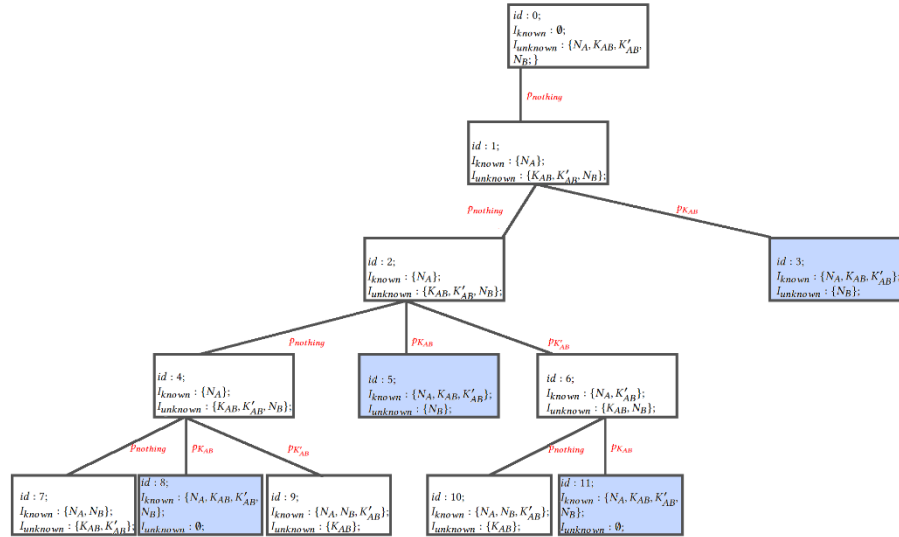 id : 0;
I_known : ∅;
I_unknown : {N_A, K_AB, K′_AB,
N_B; }
p_nothing
id : 1;
I_known : {N_A};
I_unknown : {K_AB, K′_AB, N_B};
p_nothing
p_K_AB
id : 2;
I_known : {N_A};
I_unknown : {K_AB, K′_AB, N_B};
id : 3;
I_known : {N_A, K_AB, K′_AB};
I_unknown : {N_B};
p_nothing
p_K_AB
p_K′_AB
id : 4;
I_known : {N_A};
I_unknown : {K_AB, K′_AB, N_B};
id : 5;
I_known : {N_A, K_AB, K′_AB};
I_unknown : {N_B};
id : 6;
I_known : {N_A, K′_AB};
I_unknown : {K_AB, N_B};
p_nothing
p_K_AB
p_K′_AB
p_nothing
p_K_AB
id : 7;
I_known : {N_A, N_B};
I_unknown : {K_AB, K′_AB};
id : 8;
I_known : {N_A, K_AB, K′_AB,
N_B};
I_unknown : ∅;
id : 9;
I_known : {N_A, N_B, K′_AB};
I_unknown : {K_AB};
id : 10;
I_known : {N_A, N_B, K′_AB};
I_unknown : {K_AB};
id : 11;
I_known : {N_A, K_AB, K′_AB,
N_B};
I_unknown : ∅;